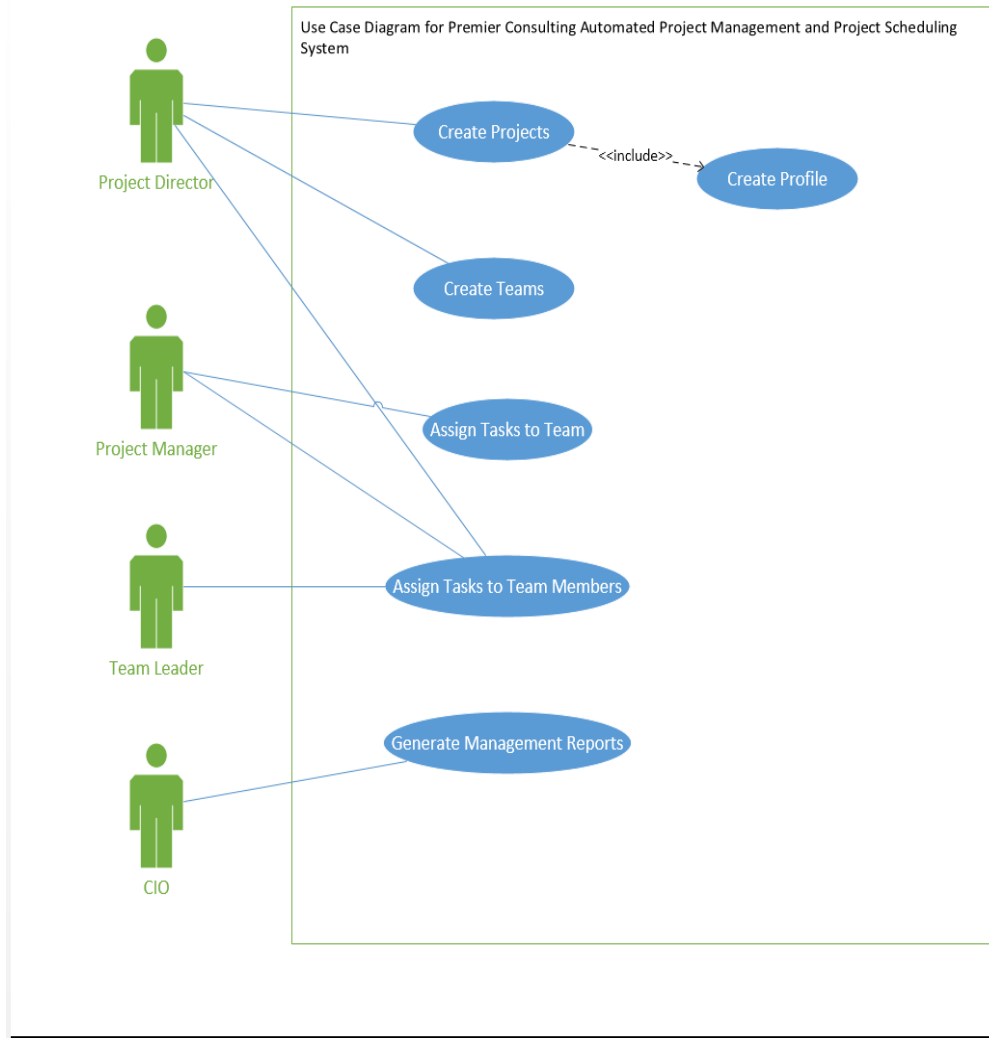 Use Case Diagram for Premier Consulting Automated Project Management and Project Scheduling
System
Project Director
Create Projects
<<include>>
Create Profile
Create Teams
Project Manager
Assign Tasks to Team
Team Leader
Assign Tasks to Team Members
Generate Management Reports
CIO